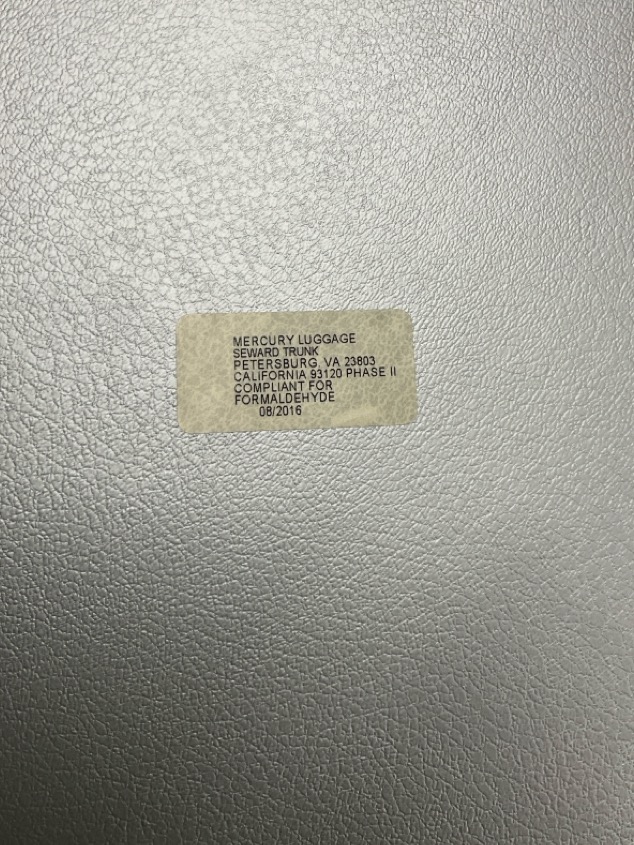 MERCURY LUGGAGE
SEWARD TRUNK
PETERSBURG, VA 23803
CALIFORNIA 93120 PHASE II
COMPLIANT FOR
FORMALDEHYDE
08/2016